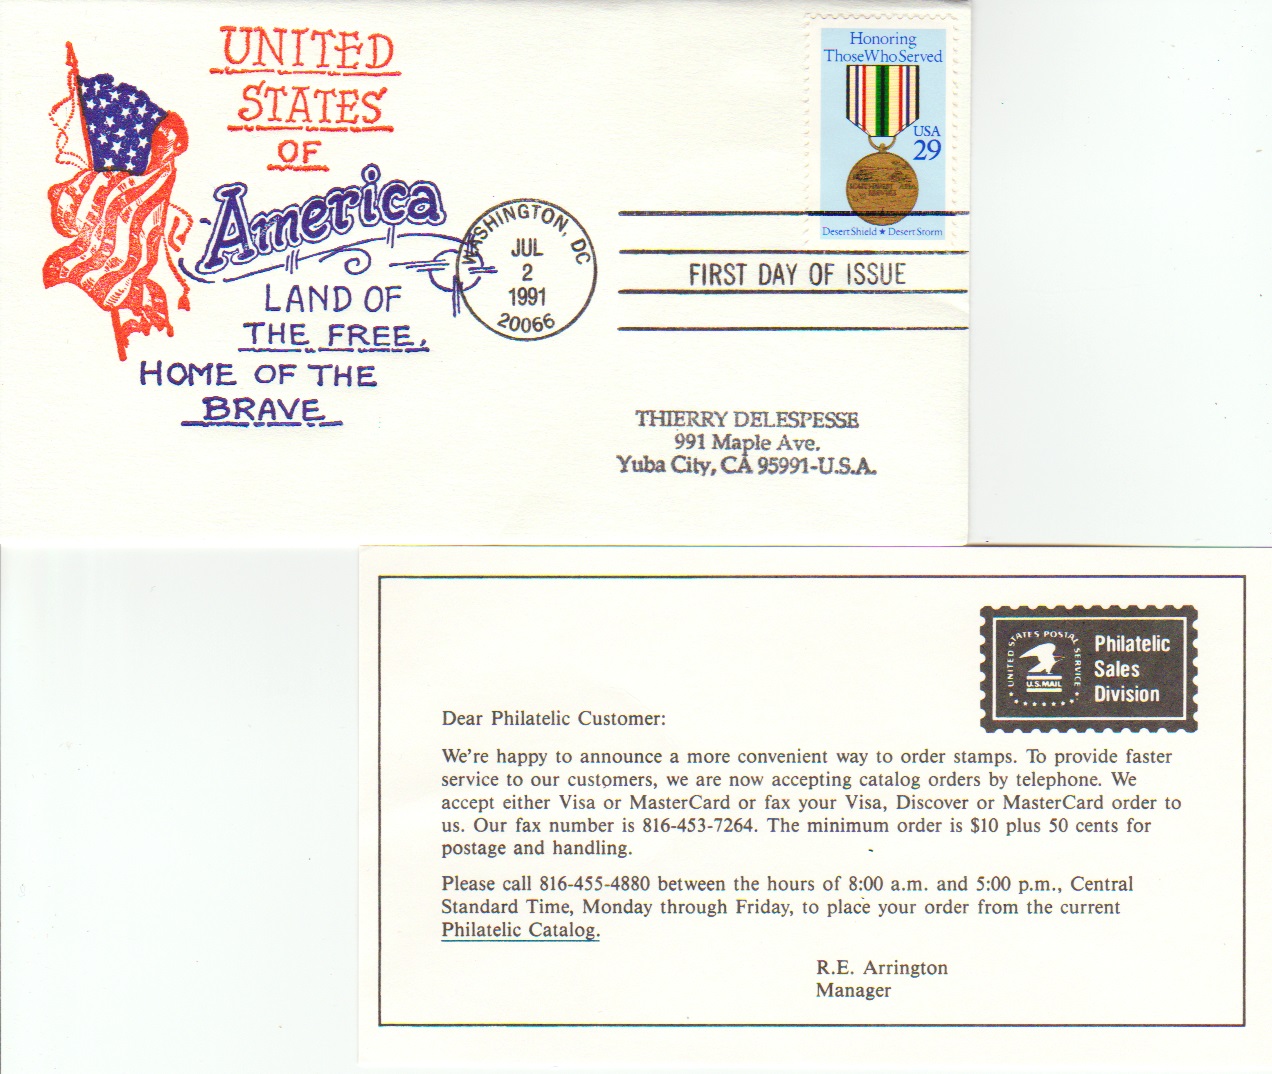 UNITED
STATES
OF
America
LAND OF
THE FREE,
HOME OF THE
BRAVE
WASHINGTON, DC
JUL
2
1991
20066
Honoring
Those Who Served
USA
29
SOUTHWEST ASIA
SERVICE
Desert Shield ★ Desert Storm
FIRST DAY OF ISSUE
THIERRY DELESPESSE
991 Maple Ave.
Yuba City, CA 95991-U.S.A.
UNITED STATES POSTAL SERVICE
U.S. MAIL
Philatelic
Sales
Division
Dear Philatelic Customer:
We're happy to announce a more convenient way to order stamps. To provide faster
service to our customers, we are now accepting catalog orders by telephone. We
accept either Visa or MasterCard or fax your Visa, Discover or MasterCard order to
us. Our fax number is 816-453-7264. The minimum order is $10 plus 50 cents for
postage and handling.
Please call 816-455-4880 between the hours of 8:00 a.m. and 5:00 p.m., Central
Standard Time, Monday through Friday, to place your order from the current
Philatelic Catalog.
R.E. Arrington
Manager